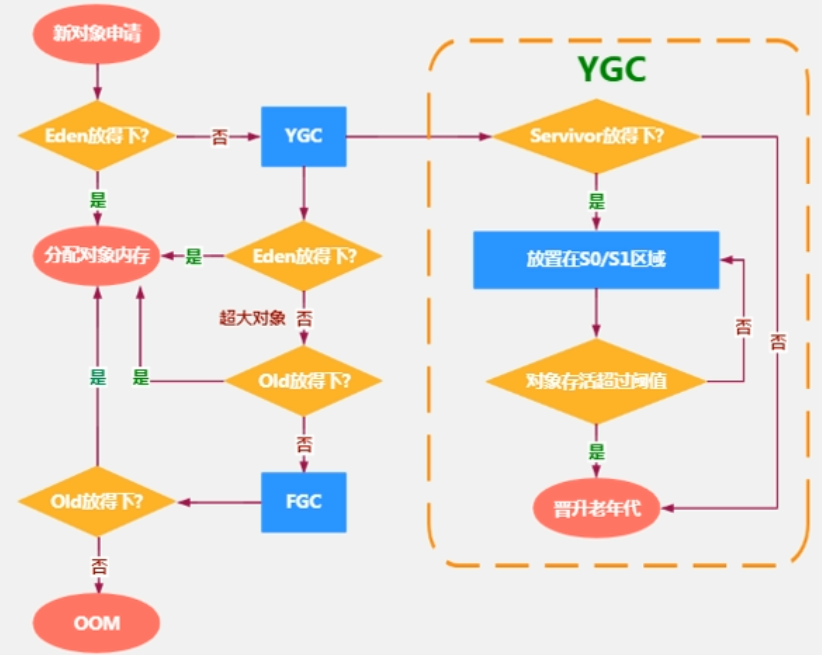 新对象申请
YGC
Eden放得下?
否
YGC
Servivor放得下?
是
是
分配对象内存
是
Eden放得下?
放置在S0/S1区域
超大对象 否
否
否
是
是
Old放得下?
对象存活超过阈值
否
是
Old放得下?
FGC
晋升老年代
否
OOM